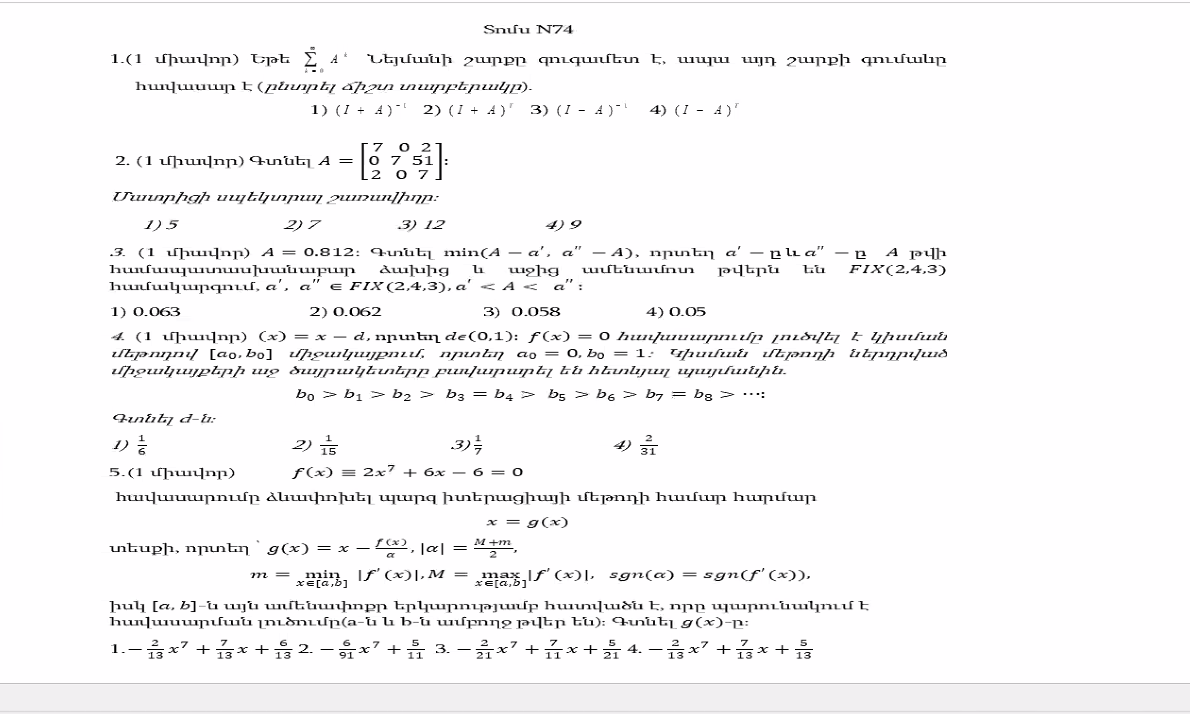 Տոմս N74
1.(1 միավոր) Եթե ∑_{i=0}^{∞} A^i Նեյմանի շարքը զուգամետ է, ապա այդ շարքի գումանը
հավասար է (ընտրել ճիշտ տարբերակը).
1) (I + A)^{-1} 2) (I + A)^T 3) (I − A)^{-1} 4) (I − A)^T
2. (1 միավոր) Գտնել A = [7 0 2
0 7 51
2 0 7]:
Մատրիցի սպեկտրալ շառավիղը:
1) 5 2) 7 3) 12 4) 9
3. (1 միավոր) A = 0.812: Գտնել min(A − a′, a″ − A), որտեղ a′ − ը և a″ − ը A թվի
համապատասխանաբար ձախից և աջից ամենամոտ թվերն են FIX(2,4,3)
համակարգում, a′, a″ ∈ FIX(2,4,3), a′ < A < a″:
1) 0.063 2) 0.062 3) 0.058 4) 0.05
4. (1 միավոր) (x) = x − d, որտեղ dϵ(0,1): f(x) = 0 հավասարումը լուծվել է կիսման
մեթոդով [a₀, b₀] միջակայքում, որտեղ a₀ = 0, b₀ = 1: Կիսման մեթոդի ներդրված
միջակայքերի աջ ծայրակետերը բավարարել են հետևյալ պայմանին.
b₀ > b₁ > b₂ > b₃ = b₄ > b₅ > b₆ > b₇ = b₈ > ⋯:
Գտնել d-ն:
1) 1/6 2) 1/15 3) 1/7 4) 2/31
5.(1 միավոր) f(x) ≡ 2x⁷ + 6x − 6 = 0
հավասարումը ձևափոխել պարզ իտերացիայի մեթոդի համար հարմար
x = g(x)
տեսքի, որտեղ ` g(x) = x − f(x)/α, |α| = (M+m)/2,
m = min_{x∈[a,b]} |f′(x)|, M = max_{x∈[a,b]} |f′(x)|, sgn(α) = sgn(f′(x)),
իսկ [a, b]-ն այն ամենափոքր երկարությամբ հատվածն է, որը պարունակում է
հավասարման լուծումը(a-ն և b-ն ամբողջ թվեր են): Գտնել g(x)-ը:
1.− 2/13 x⁷ + 7/13 x + 6/13 2. − 6/91 x⁷ + 5/11 3. − 2/21 x⁷ + 7/11 x + 5/21 4. − 2/13 x⁷ + 7/13 x + 5/13